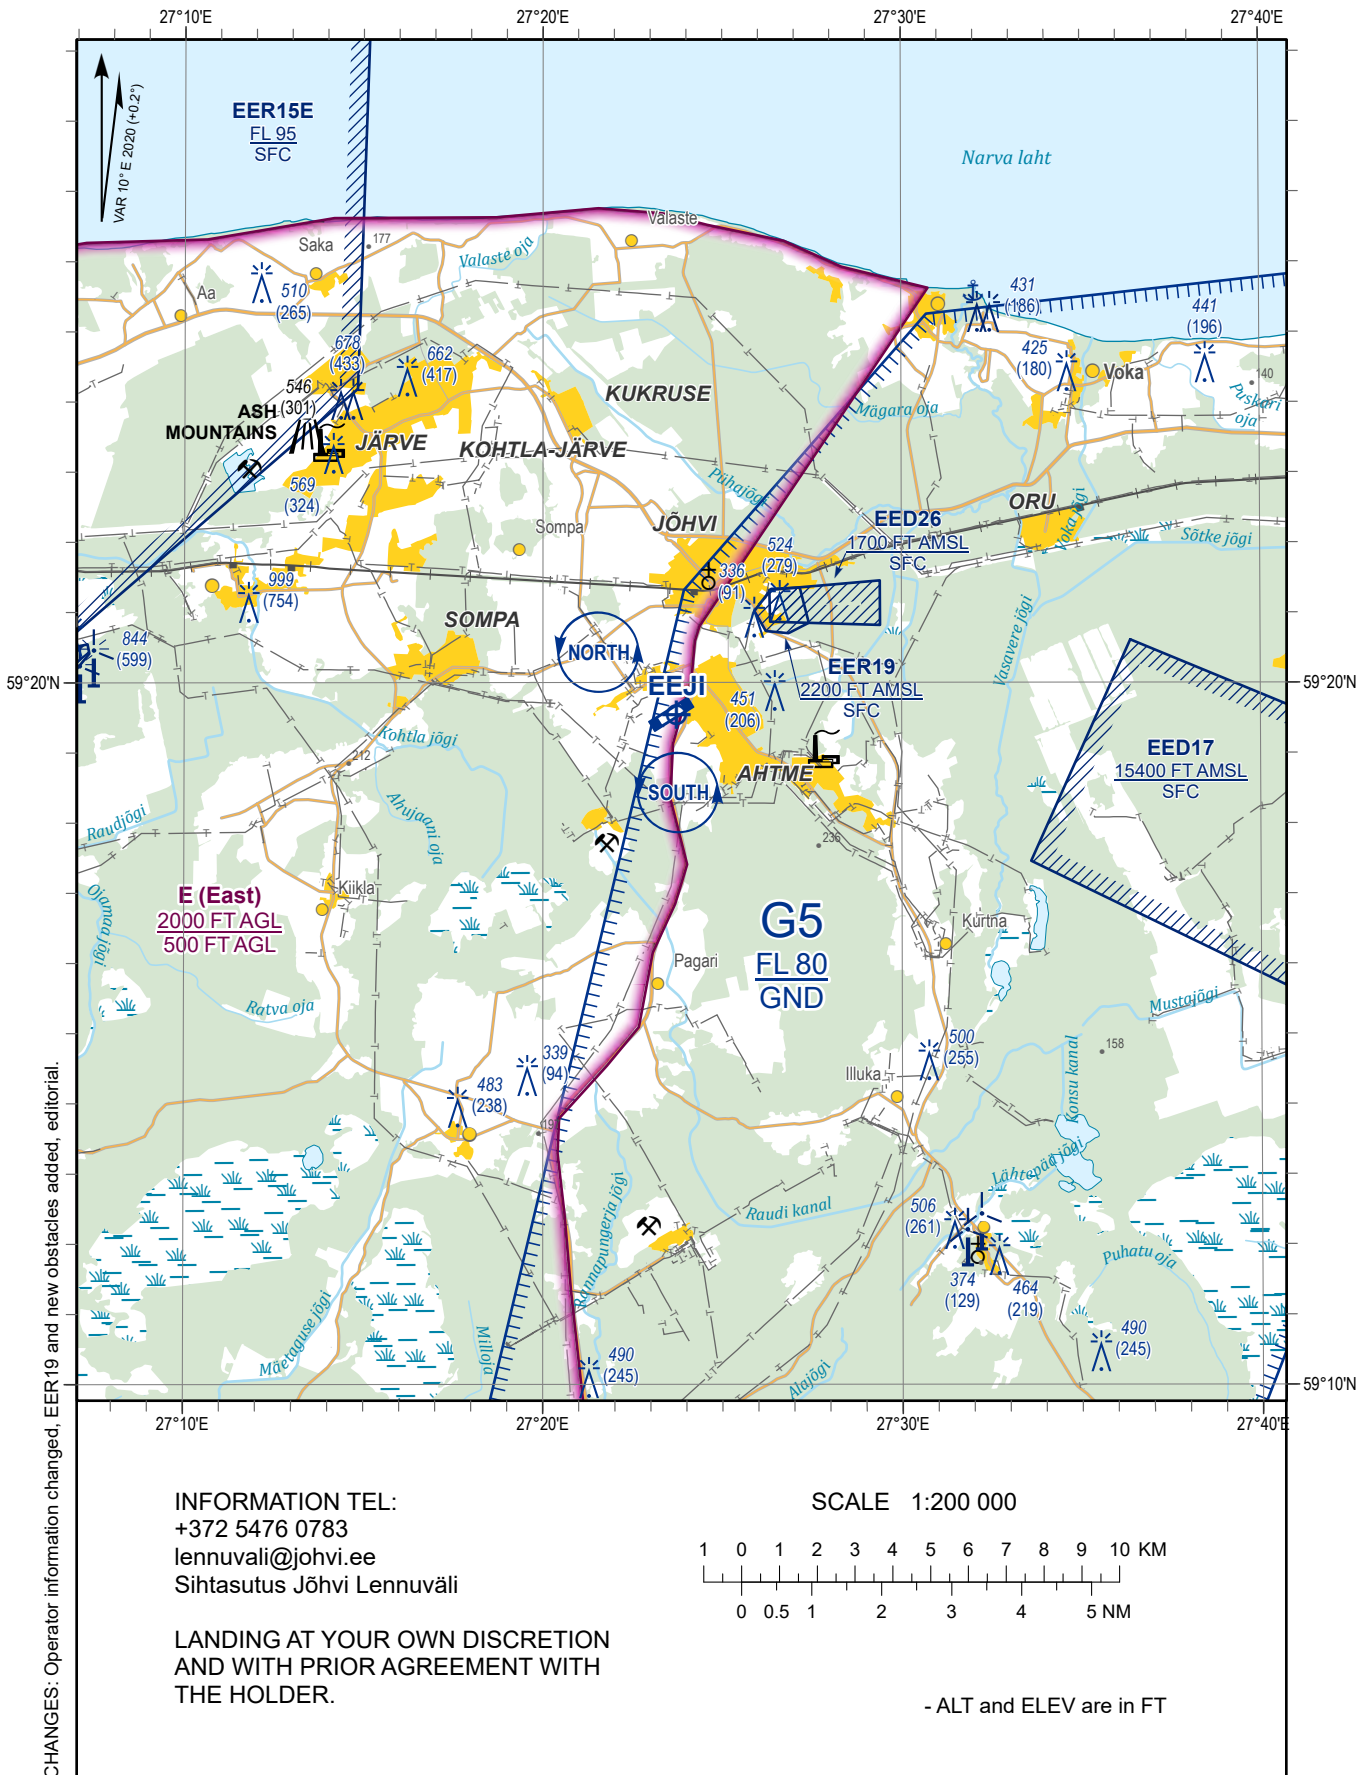 27°10'E
27°20'E
27°30'E
27°40'E
VAR 10° E 2020 (+0.2°)
EER15E
FL 95
SFC
Narva laht
Valaste
Saka
177
Valaste oja
Aa
510
(265)
431
(186)
441
(196)
678
(433)
662
(417)
425
(180)
Voka
140
546
(301)
ASH
MOUNTAINS
KUKRUSE
Mägara oja
Puskari
oja
JÄRVE
KOHTLA-JÄRVE
569
(324)
Pühajõgi
ORU
Sompa
JÕHVI
EED26
1700 FT AMSL
SFC
Voka jõgi
Sõtke jõgi
524
(279)
336
(91)
999
(754)
SOMPA
844
(599)
NORTH
EER19
2200 FT AMSL
SFC
Vasavere jõgi
59°20'N
59°20'N
EEJI
451
(206)
Kohtla jõgi
212
EED17
15400 FT AMSL
SFC
AHTME
SOUTH
Raudjõgi
Ahujaani oja
236
Kiikla
E (East)
2000 FT AGL
500 FT AGL
Ojamaa jõgi
G5
FL 80
GND
Kurtna
Pagari
Ratva oja
Mustajõgi
339
(94)
500
(255)
158
Illuka
Konsu kanal
483
(238)
19
Lähtepää jõgi
Rannapungerja jõgi
Raudi kanal
506
(261)
Puhatu oja
374
(129)
464
(219)
Mäetaguse jõgi
Milloja
490
(245)
Alajõgi
490
(245)
59°10'N
27°10'E
27°20'E
27°30'E
27°40'E
CHANGES: Operator information changed, EER19 and new obstacles added, editorial.
INFORMATION TEL:
+372 5476 0783
lennuvali@johvi.ee
Sihtasutus Jõhvi Lennuväli
LANDING AT YOUR OWN DISCRETION
AND WITH PRIOR AGREEMENT WITH
THE HOLDER.
SCALE 1:200 000
1 0 1 2 3 4 5 6 7 8 9 10 KM
0 0.5 1 2 3 4 5 NM
- ALT and ELEV are in FT